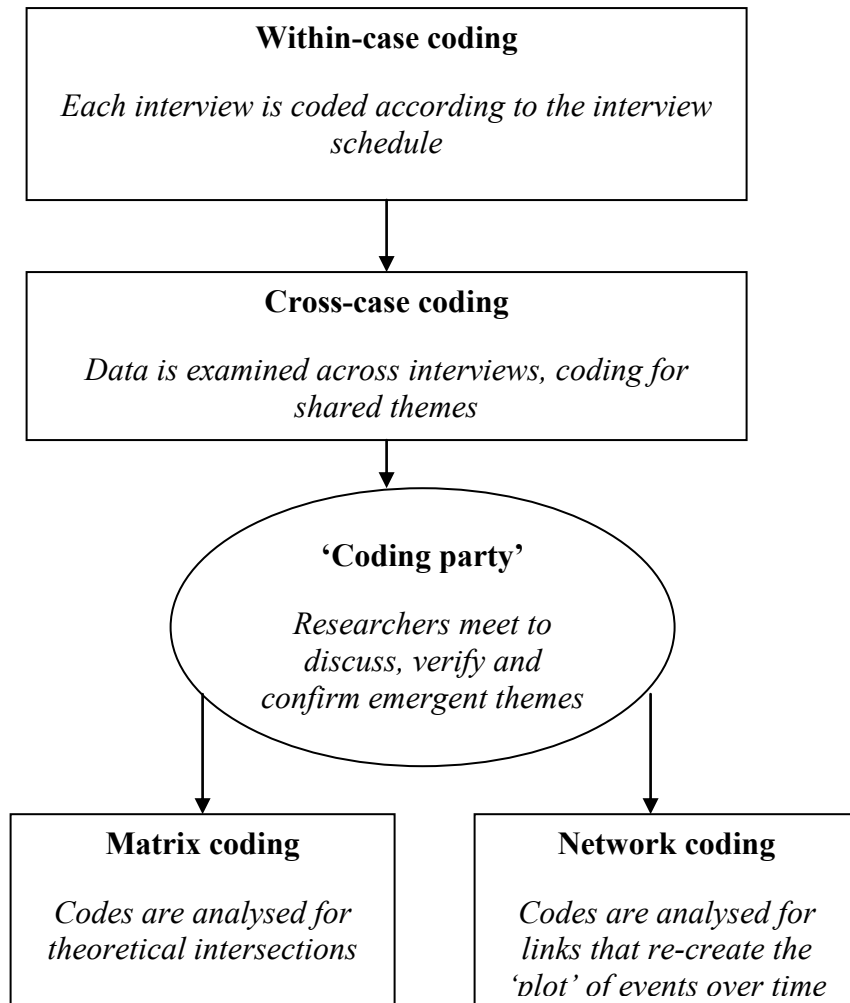 Within-case coding
Each interview is coded according to the interview
schedule
Cross-case coding
Data is examined across interviews, coding for
shared themes
‘Coding party’
Researchers meet to
discuss, verify and
confirm emergent themes
Matrix coding
Codes are analysed for
theoretical intersections
Network coding
Codes are analysed for
links that re-create the
‘plot’ of events over time